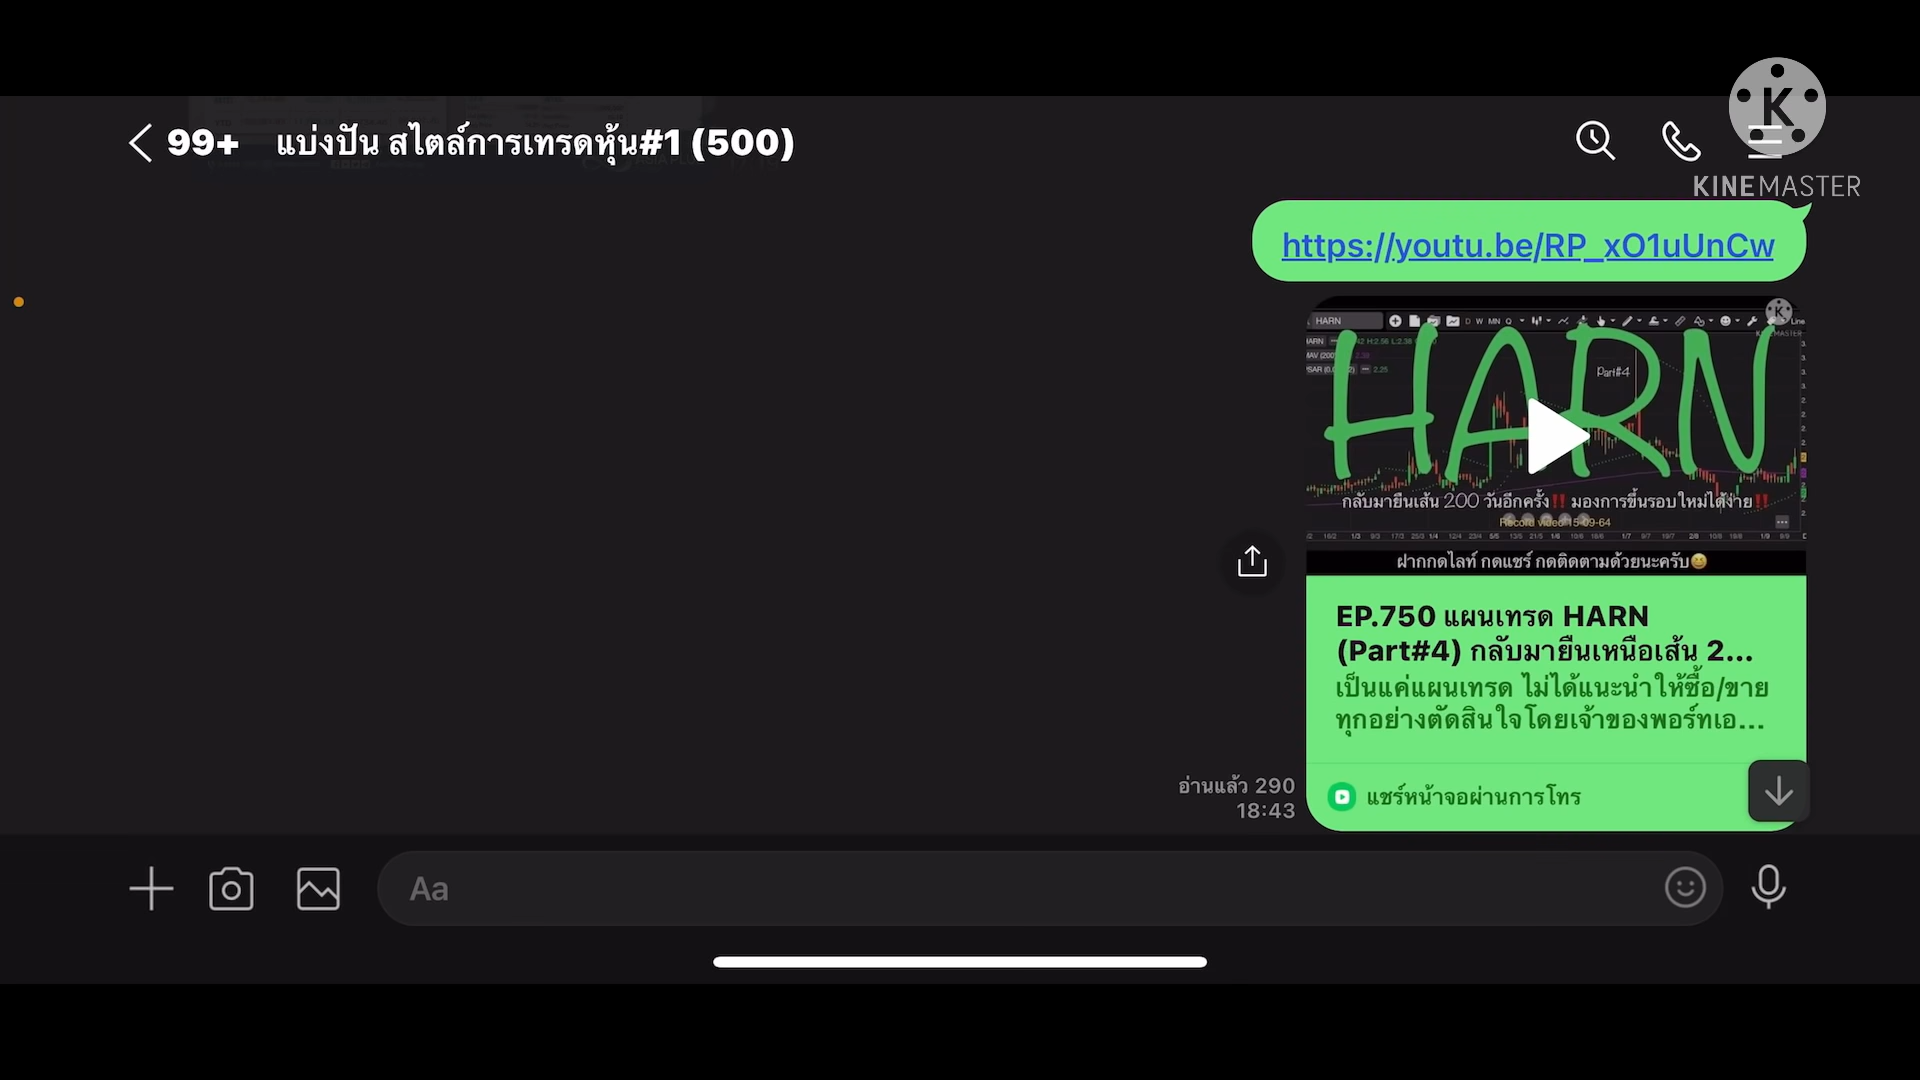 99+ แบ่งปัน สไตล์การเทรดหุ้น#1 (500)
KINEMASTER
https://youtu.be/RP_xO1uUnCw
HARN
D W MN
HARN
Part#4
2.25
กลับมายืนเส้น 200 วันอีกครั้ง‼️ มองการขึ้นรอบใหม่ได้ง่าย‼️
Record video 15-09-64
ฝากกดไลท์ กดแชร์ กดติดตามด้วยนะครับ😄
EP.750 แผนเทรด HARN
(Part#4) กลับมายืนเหนือเส้น 2...
เป็นแค่แผนเทรด ไม่ได้แนะนำให้ซื้อ/ขาย
ทุกอย่างตัดสินใจโดยเจ้าของพอร์ทเอ...
อ่านแล้ว 290
18:43
แชร์หน้าจอผ่านการโทร
Aa